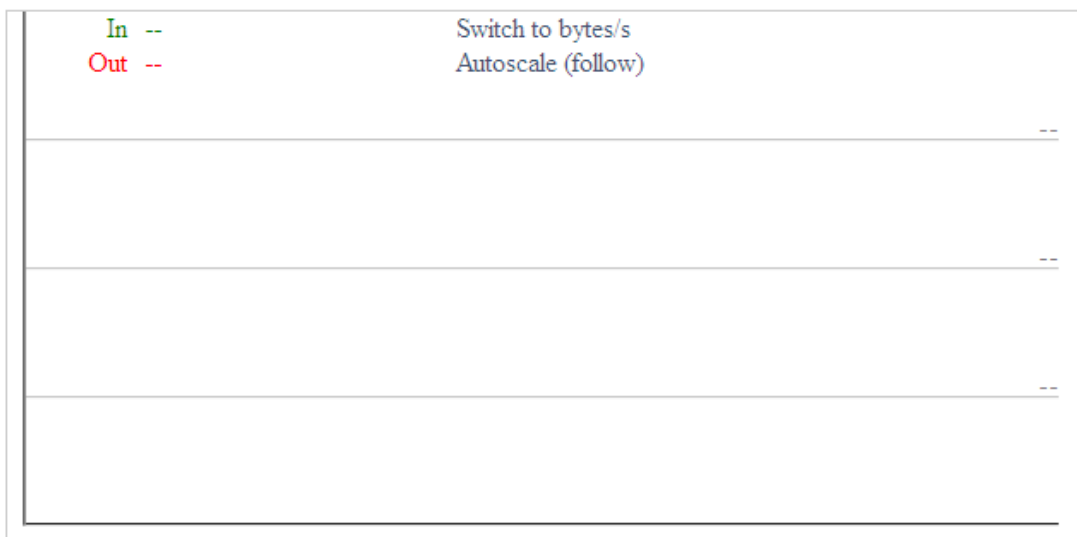 In -- Switch to bytes/s
Out -- Autoscale (follow)
--
--
--